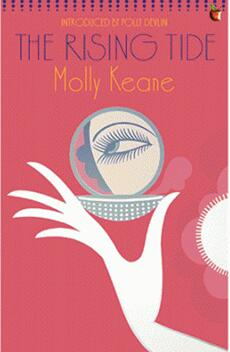 INTRODUCED BY POLLY DEVLIN
THE RISING TIDE
Molly Keane